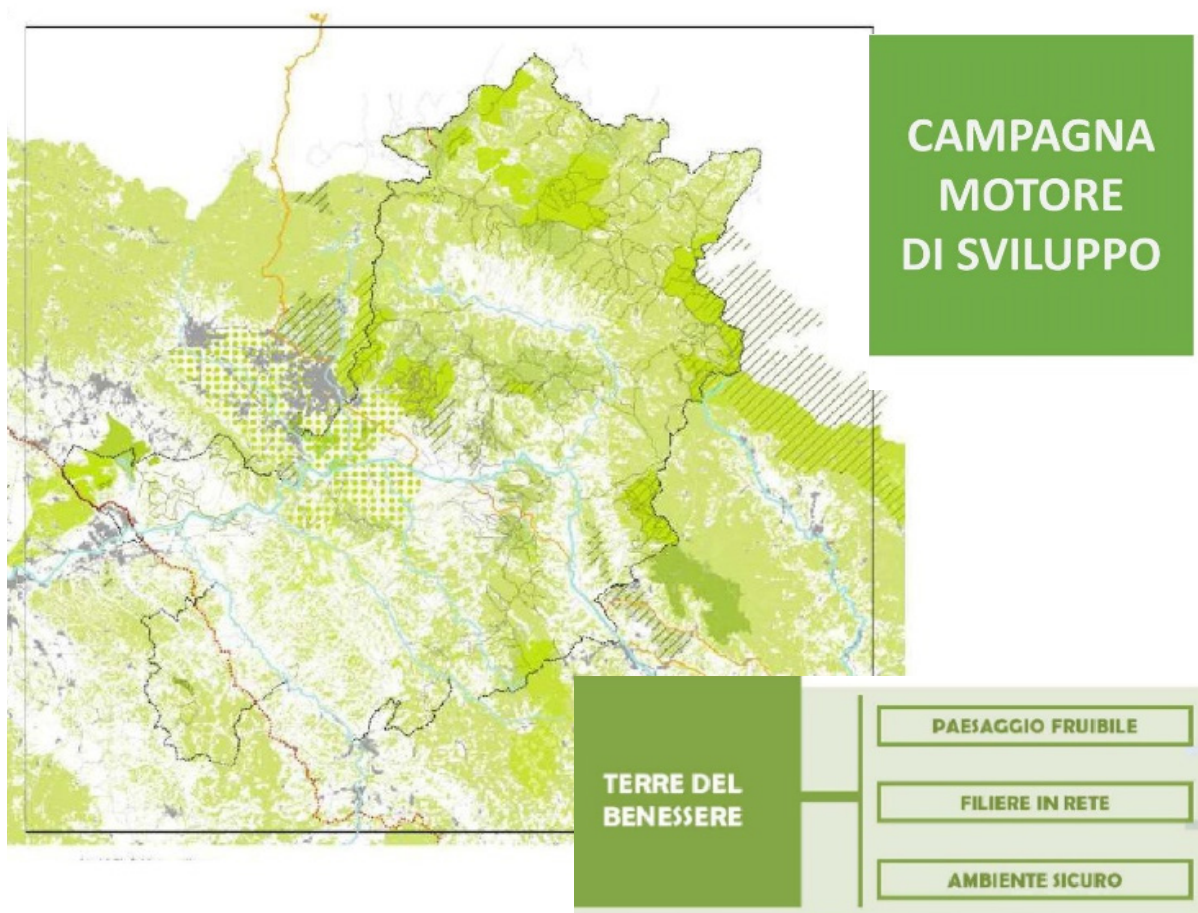 CAMPAGNA
MOTORE
DI SVILUPPO
TERRE DEL
BENESSERE
PAESAGGIO FRUIBILE
FILIERE IN RETE
AMBIENTE SICURO